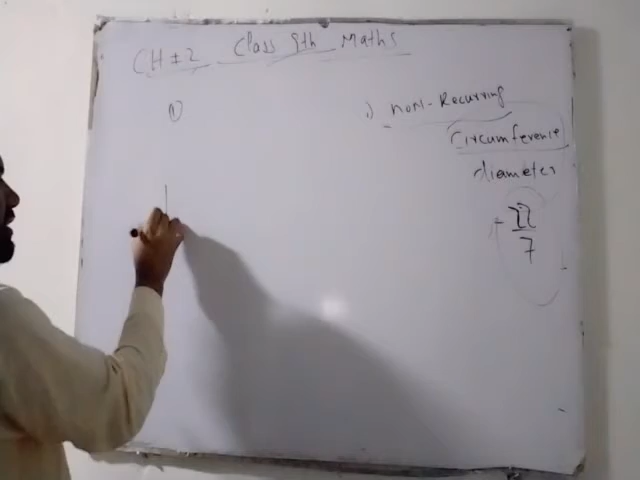 CH # 2 Class 9th Maths
1)
i) Non-Recurring
Circumference
diameter
22
7